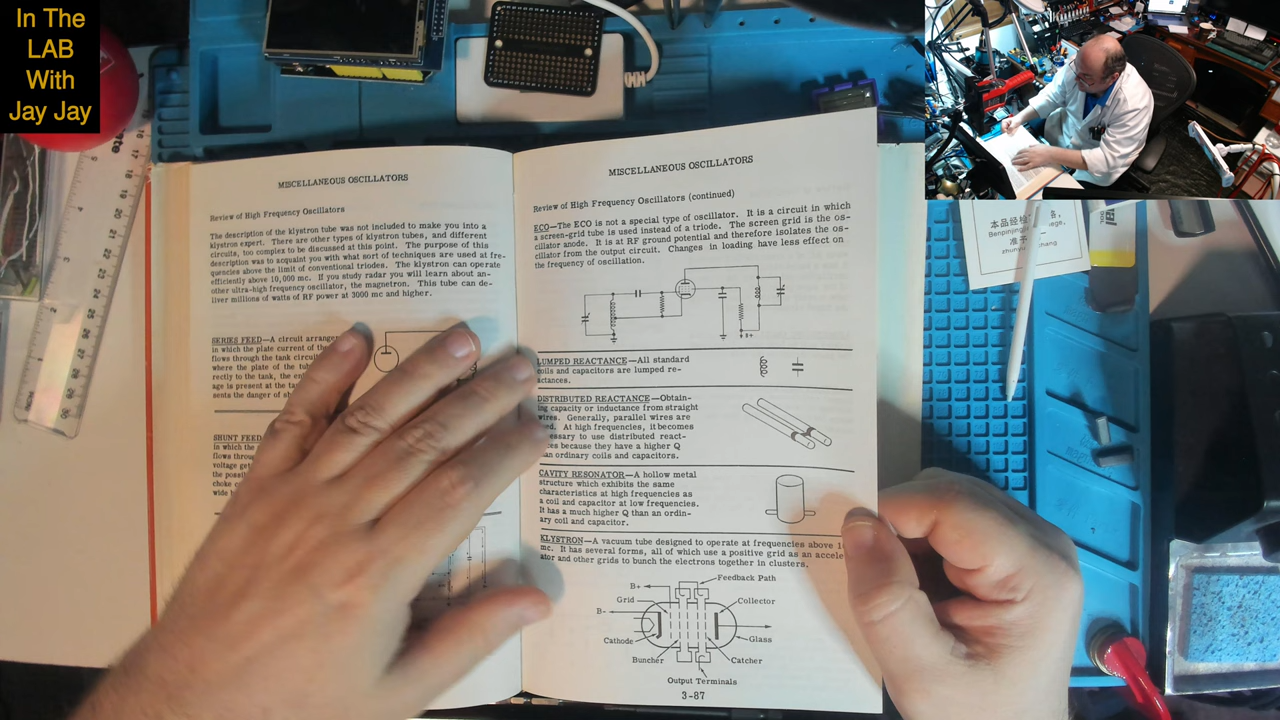 In The
LAB
With
Jay Jay
MISCELLANEOUS OSCILLATORS
Review of High Frequency Oscillators
The description of the klystron tube was not included to make you into a
klystron expert. There are other types of klystron tubes, and different
circuits, too complex to be discussed at this point. The purpose of this
description was to acquaint you with what sort of techniques are used at fre-
quencies above the limit of conventional triodes. The klystron can operate
efficiently above 10,000 mc. If you study radar you will learn about an-
other ultra-high frequency oscillator, the magnetron. This tube can de-
liver millions of watts of RF power at 3000 mc and higher.
SERIES FEED—A circuit
in which the plate current of
flows through the tank
where the plate of the
rectly to the tank, the
age is present at the
sents the danger of
SHUNT FEED
in which the
flows
voltage
the
choke
wide
MISCELLANEOUS OSCILLATORS
Review of High Frequency Oscillators (continued)
ECO—The ECO is not a special type of oscillator. It is a circuit in which
a screen-grid tube is used instead of a triode. The screen grid is the os-
cillator anode. It is at RF ground potential and therefore isolates the os-
cillator from the output circuit. Changes in loading have less effect on
the frequency of oscillation.
B+
LUMPED REACTANCE—All standard
coils and capacitors are lumped re-
actances.
DISTRIBUTED REACTANCE—Obtain-
ing capacity or inductance from straight
wires. Generally, parallel wires are
. At high frequencies, it becomes
to use distributed react-
because they have a higher Q
ordinary coils and capacitors.
CAVITY RESONATOR—A hollow metal
structure which exhibits the same
characteristics at high frequencies as
a coil and capacitor at low frequencies.
It has a much higher Q than an ordin-
ary coil and capacitor.
KLYSTRON—A vacuum tube designed to operate at frequencies above
mc. It has several forms, all of which use a positive grid as an
ator and other grids to bunch the electrons together in clusters.
Feedback Path
B+
Grid
Collector
B-
Cathode
Glass
Buncher
Catcher
Output Terminals
3-87